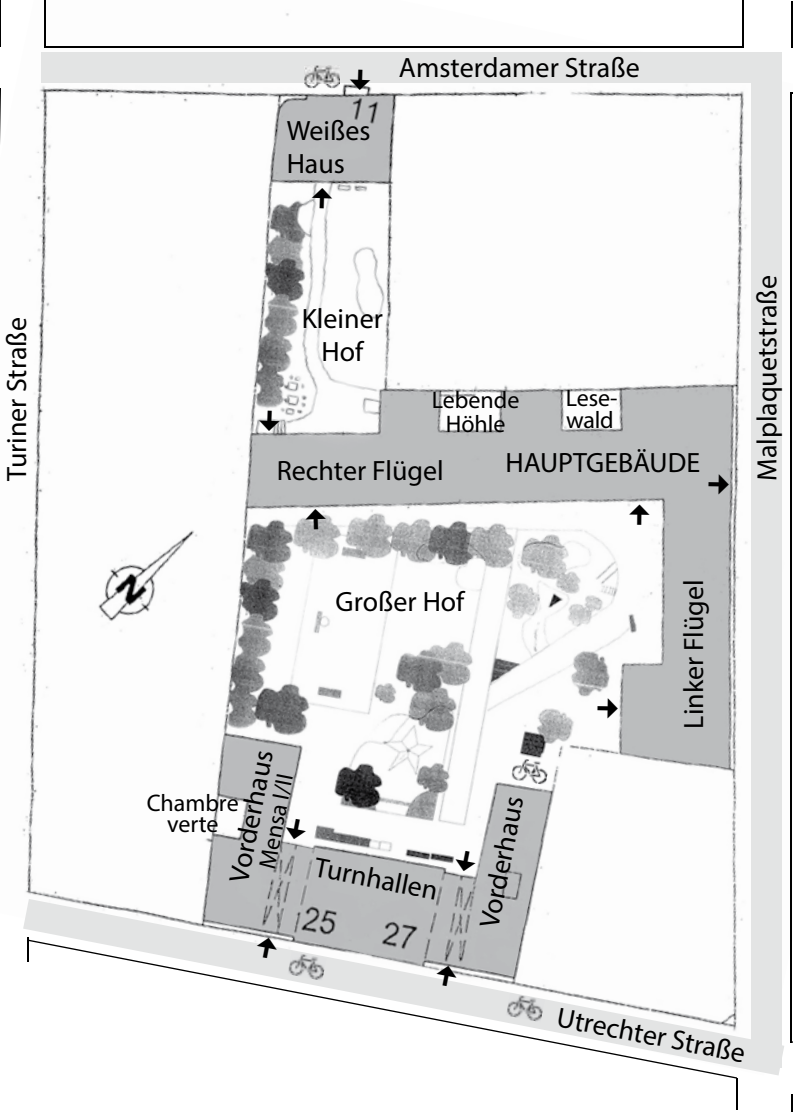 Amsterdamer Straße
11
Weißes
Haus
Turiner Straße
Malplaquetstraße
Kleiner
Hof
Lebende
Höhle
Lese-
wald
Rechter Flügel
HAUPTGEBÄUDE
N
Großer Hof
Linker Flügel
Chambre
verte
Vorderhaus
Mensa I/II
Turnhallen
Vorderhaus
25
27
Utrechter Straße